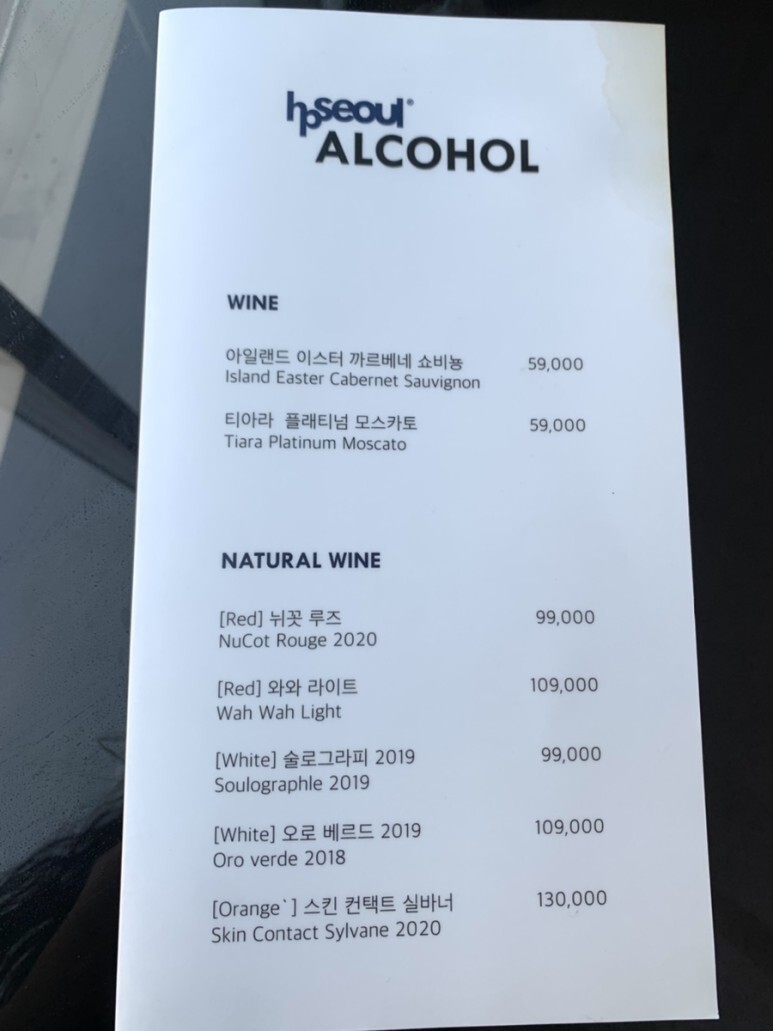 hpseoul®
ALCOHOL
WINE
아일랜드 이스터 까르베네 쇼비뇽 59,000
Island Easter Cabernet Sauvignon
티아라 플래티넘 모스카토 59,000
Tiara Platinum Moscato
NATURAL WINE
[Red] 뉘꼿 루즈 99,000
NuCot Rouge 2020
[Red] 와와 라이트 109,000
Wah Wah Light
[White] 술로그라피 2019 99,000
Soulographle 2019
[White] 오로 베르드 2019 109,000
Oro verde 2018
[Orange`] 스킨 컨택트 실바너 130,000
Skin Contact Sylvane 2020